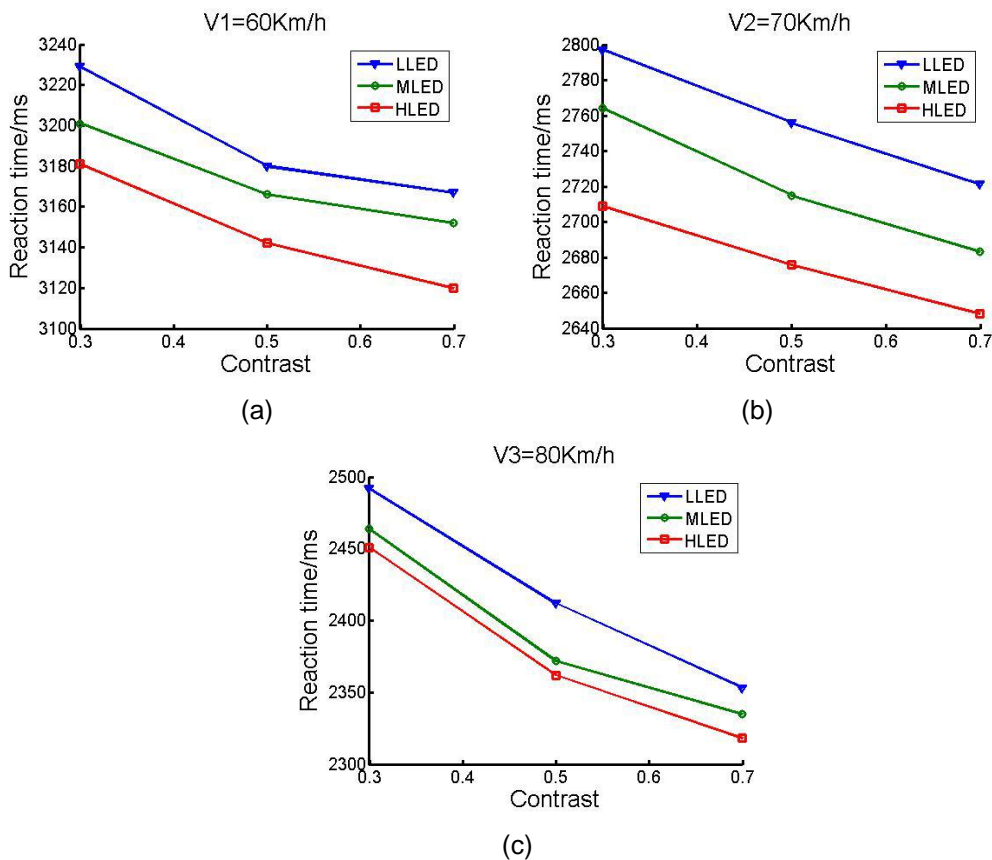 V1=60Km/h
3240
3220
3200
3180
3160
3140
3120
3100
Reaction time/ms
LLED
MLED
HLED
0.3 0.4 0.5 0.6 0.7
Contrast
(a)
V2=70Km/h
2800
2780
2760
2740
2720
2700
2680
2660
2640
Reaction time/ms
LLED
MLED
HLED
0.3 0.4 0.5 0.6 0.7
Contrast
(b)
V3=80Km/h
2500
2450
2400
2350
2300
Reaction time/ms
LLED
MLED
HLED
0.3 0.4 0.5 0.6 0.7
Contrast
(c)